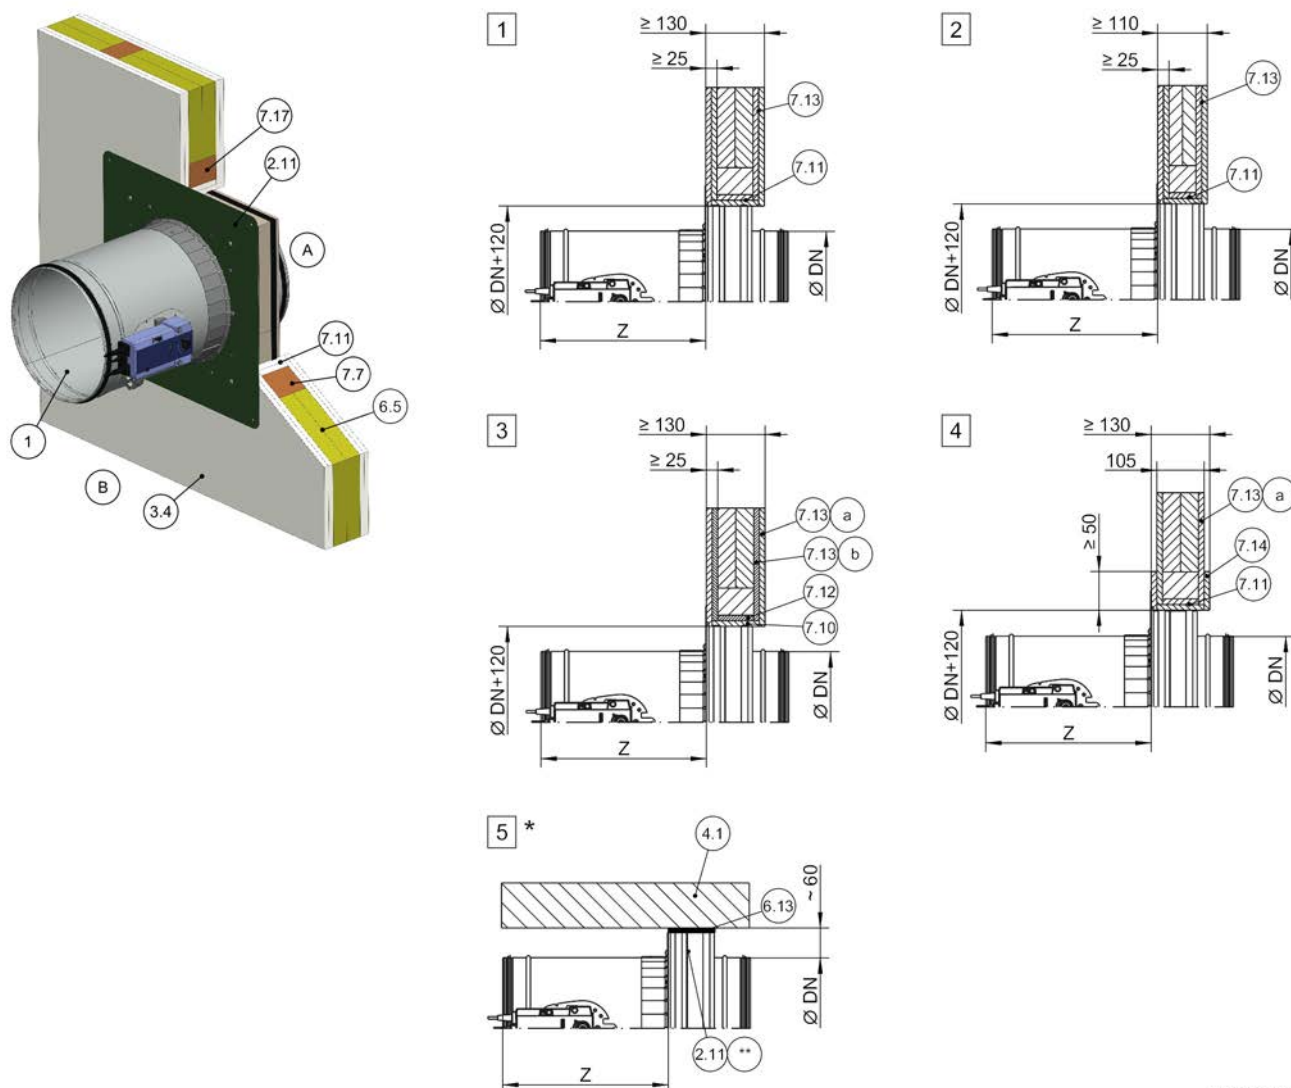 7.17
2.11
A
7.11
7.7
6.5
1
B
3.4
1
≥ 130
≥ 25
7.13
7.11
Ø DN+120
Ø DN
Z
2
≥ 110
≥ 25
7.13
7.11
Ø DN+120
Ø DN
Z
3
≥ 130
≥ 25
7.13 a
7.13 b
7.12
7.10
Ø DN+120
Ø DN
Z
4
≥ 130
105
7.13 a
≥ 50
7.14
7.11
Ø DN+120
Ø DN
Z
5 *
4.1
~ 60
6.13
Ø DN
2.11 **
Z